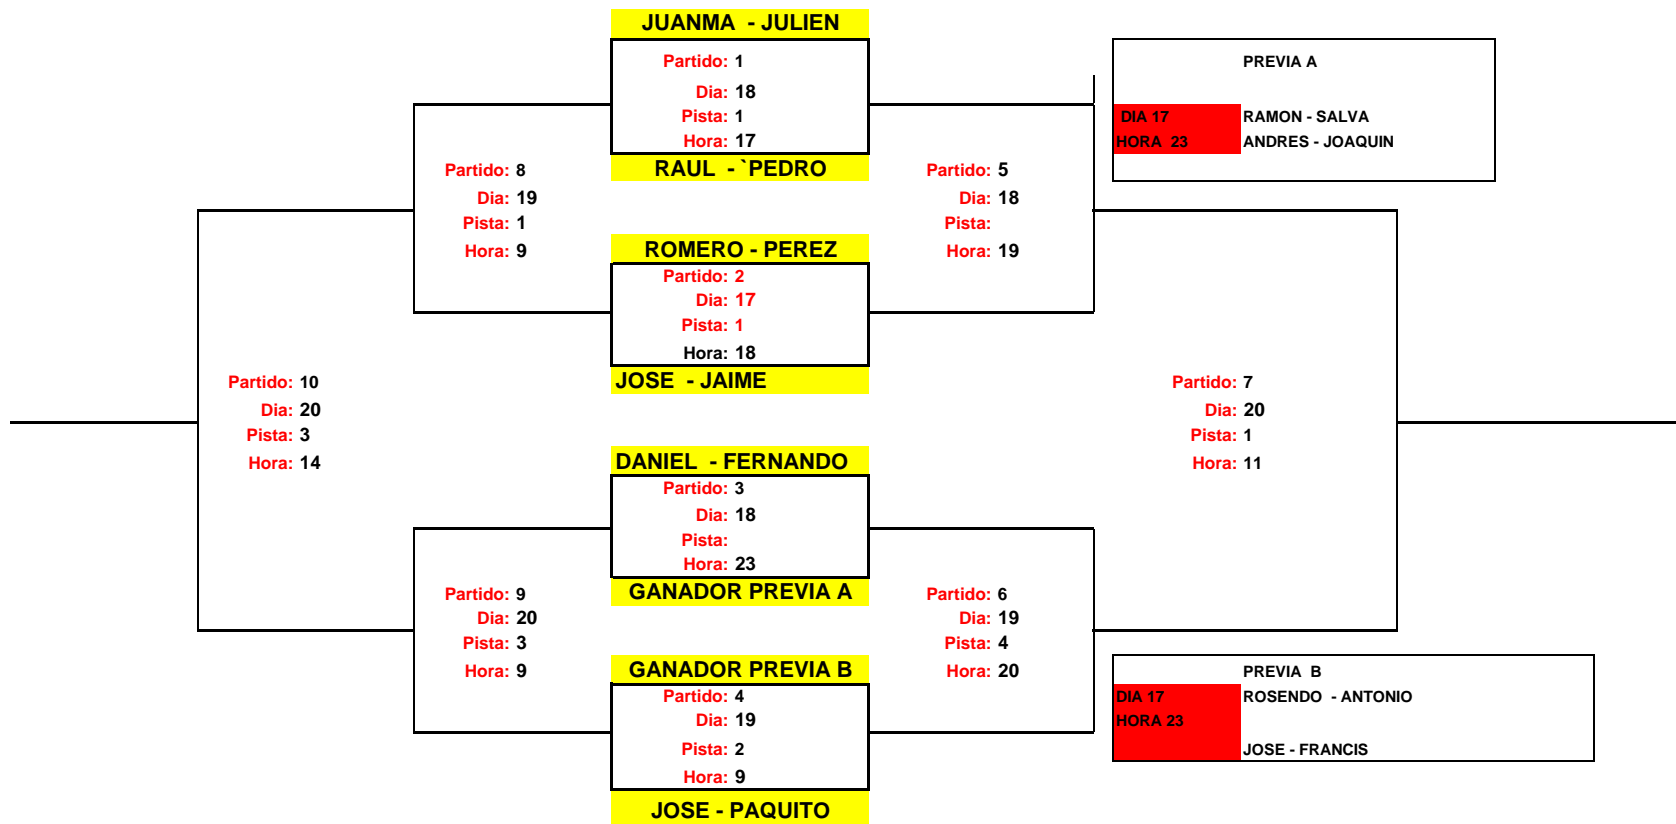 JUANMA - JULIEN
Partido: 1
Dia: 18
Pista: 1
Hora: 17
RAUL - `PEDRO
PREVIA A
DIA 17 RAMON - SALVA
HORA 23 ANDRES - JOAQUIN
Partido: 8
Dia: 19
Pista: 1
Hora: 9
Partido: 5
Dia: 18
Pista:
Hora: 19
ROMERO - PEREZ
Partido: 2
Dia: 17
Pista: 1
Hora: 18
JOSE - JAIME
Partido: 10
Dia: 20
Pista: 3
Hora: 14
Partido: 7
Dia: 20
Pista: 1
Hora: 11
DANIEL - FERNANDO
Partido: 3
Dia: 18
Pista:
Hora: 23
GANADOR PREVIA A
Partido: 9
Dia: 20
Pista: 3
Hora: 9
Partido: 6
Dia: 19
Pista: 4
Hora: 20
GANADOR PREVIA B
Partido: 4
Dia: 19
Pista: 2
Hora: 9
JOSE - PAQUITO
PREVIA B
DIA 17 ROSENDO - ANTONIO
HORA 23
JOSE - FRANCIS